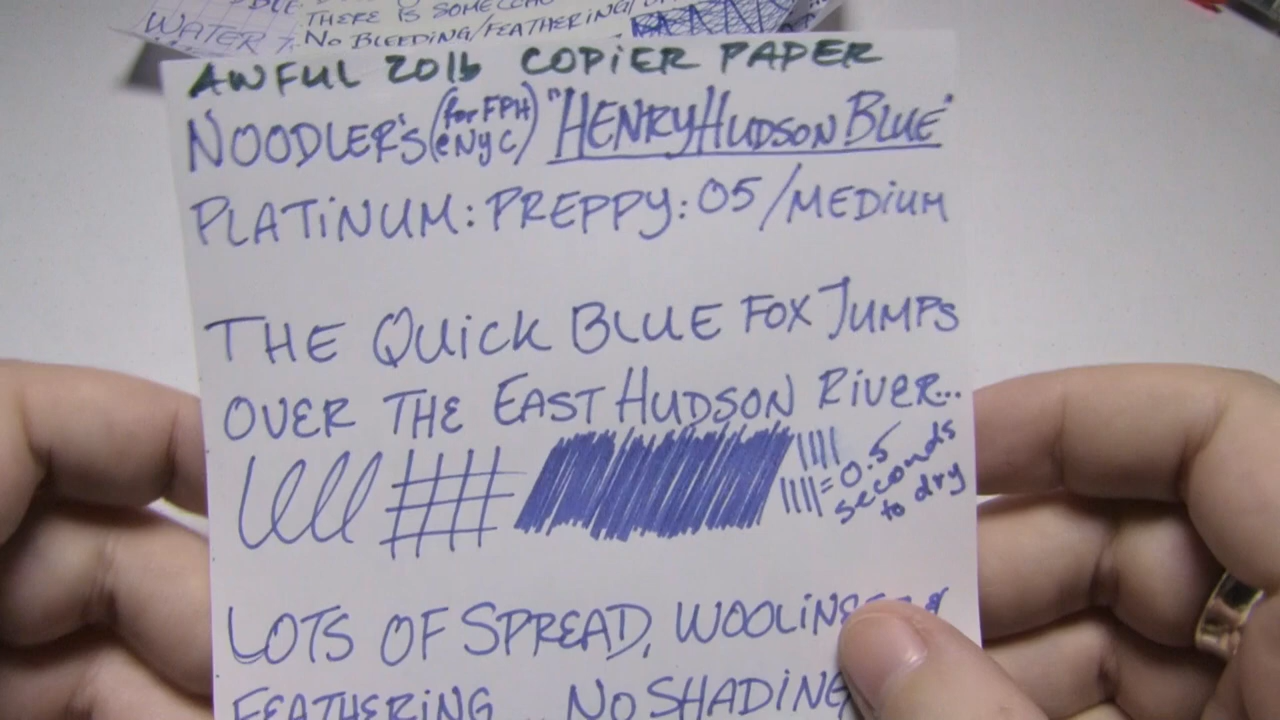 THERE IS SOME
WATER
NO BLEEDING/FEATHERING/
AWFUL 20lb COPIER PAPER
NOODLER'S (for FPH @ NYC) "HENRY HUDSON BLUE"
PLATINUM: PREPPY: 05/MEDIUM
THE QUICK BLUE FOX JUMPS
OVER THE EAST HUDSON RIVER...
= 0.5 seconds to dry
LOTS OF SPREAD, WOOLINESS &
FEATHERING NO SHADING